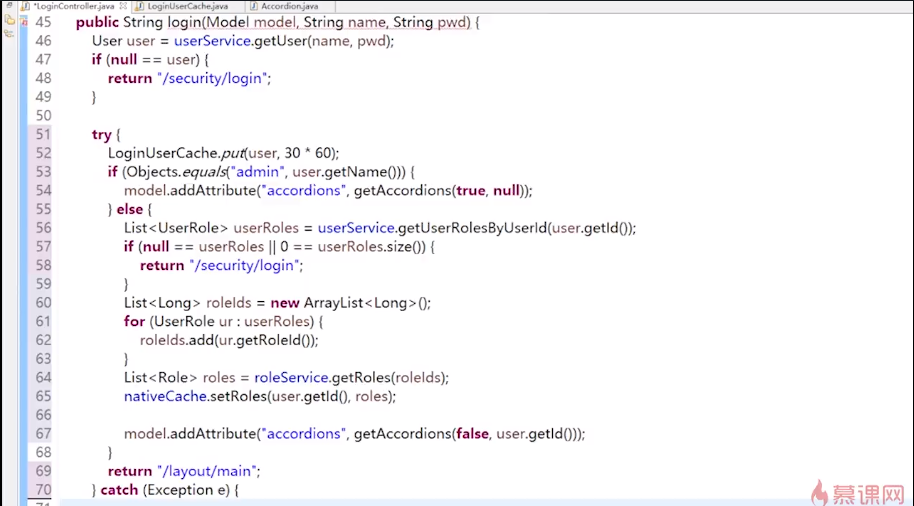 *LoginController.java LoginUserCache.java Accordion.java
45 public String login(Model model, String name, String pwd) {
46 User user = userService.getUser(name, pwd);
47 if (null == user) {
48 return "/security/login";
49 }
50
51 try {
52 LoginUserCache.put(user, 30 * 60);
53 if (Objects.equals("admin", user.getName())) {
54 model.addAttribute("accordions", getAccordions(true, null));
55 } else {
56 List<UserRole> userRoles = userService.getUserRolesByUserId(user.getId());
57 if (null == userRoles || 0 == userRoles.size()) {
58 return "/security/login";
59 }
60 List<Long> roleIds = new ArrayList<Long>();
61 for (UserRole ur : userRoles) {
62 roleIds.add(ur.getRoleId());
63 }
64 List<Role> roles = roleService.getRoles(roleIds);
65 nativeCache.setRoles(user.getId(), roles);
66
67 model.addAttribute("accordions", getAccordions(false, user.getId()));
68 }
69 return "/layout/main";
70 } catch (Exception e) {
慕课网